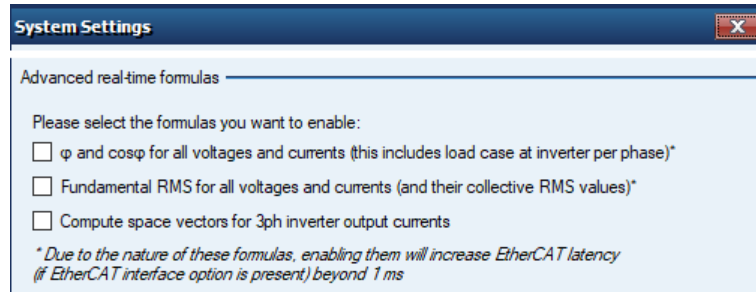 System Settings
X
Advanced real-time formulas
Please select the formulas you want to enable:
φ and cosφ for all voltages and currents (this includes load case at inverter per phase)*
Fundamental RMS for all voltages and currents (and their collective RMS values)*
Compute space vectors for 3ph inverter output currents
* Due to the nature of these formulas, enabling them will increase EtherCAT latency
(if EtherCAT interface option is present) beyond 1 ms